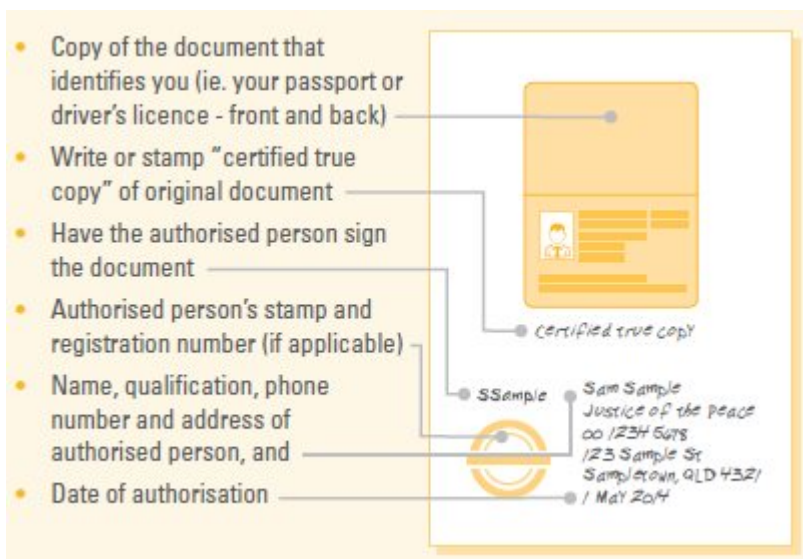 • Copy of the document that
identifies you (ie. your passport or
driver's licence - front and back)
• Write or stamp "certified true
copy" of original document
• Have the authorised person sign
the document
• Authorised person's stamp and
registration number (if applicable)
• Name, qualification, phone
number and address of
authorised person, and
• Date of authorisation
certified true copy
SSample
Sam Sample
Justice of the Peace
00 1234 5678
123 Sample St
Sampletown, QLD 4321
1 May 2014